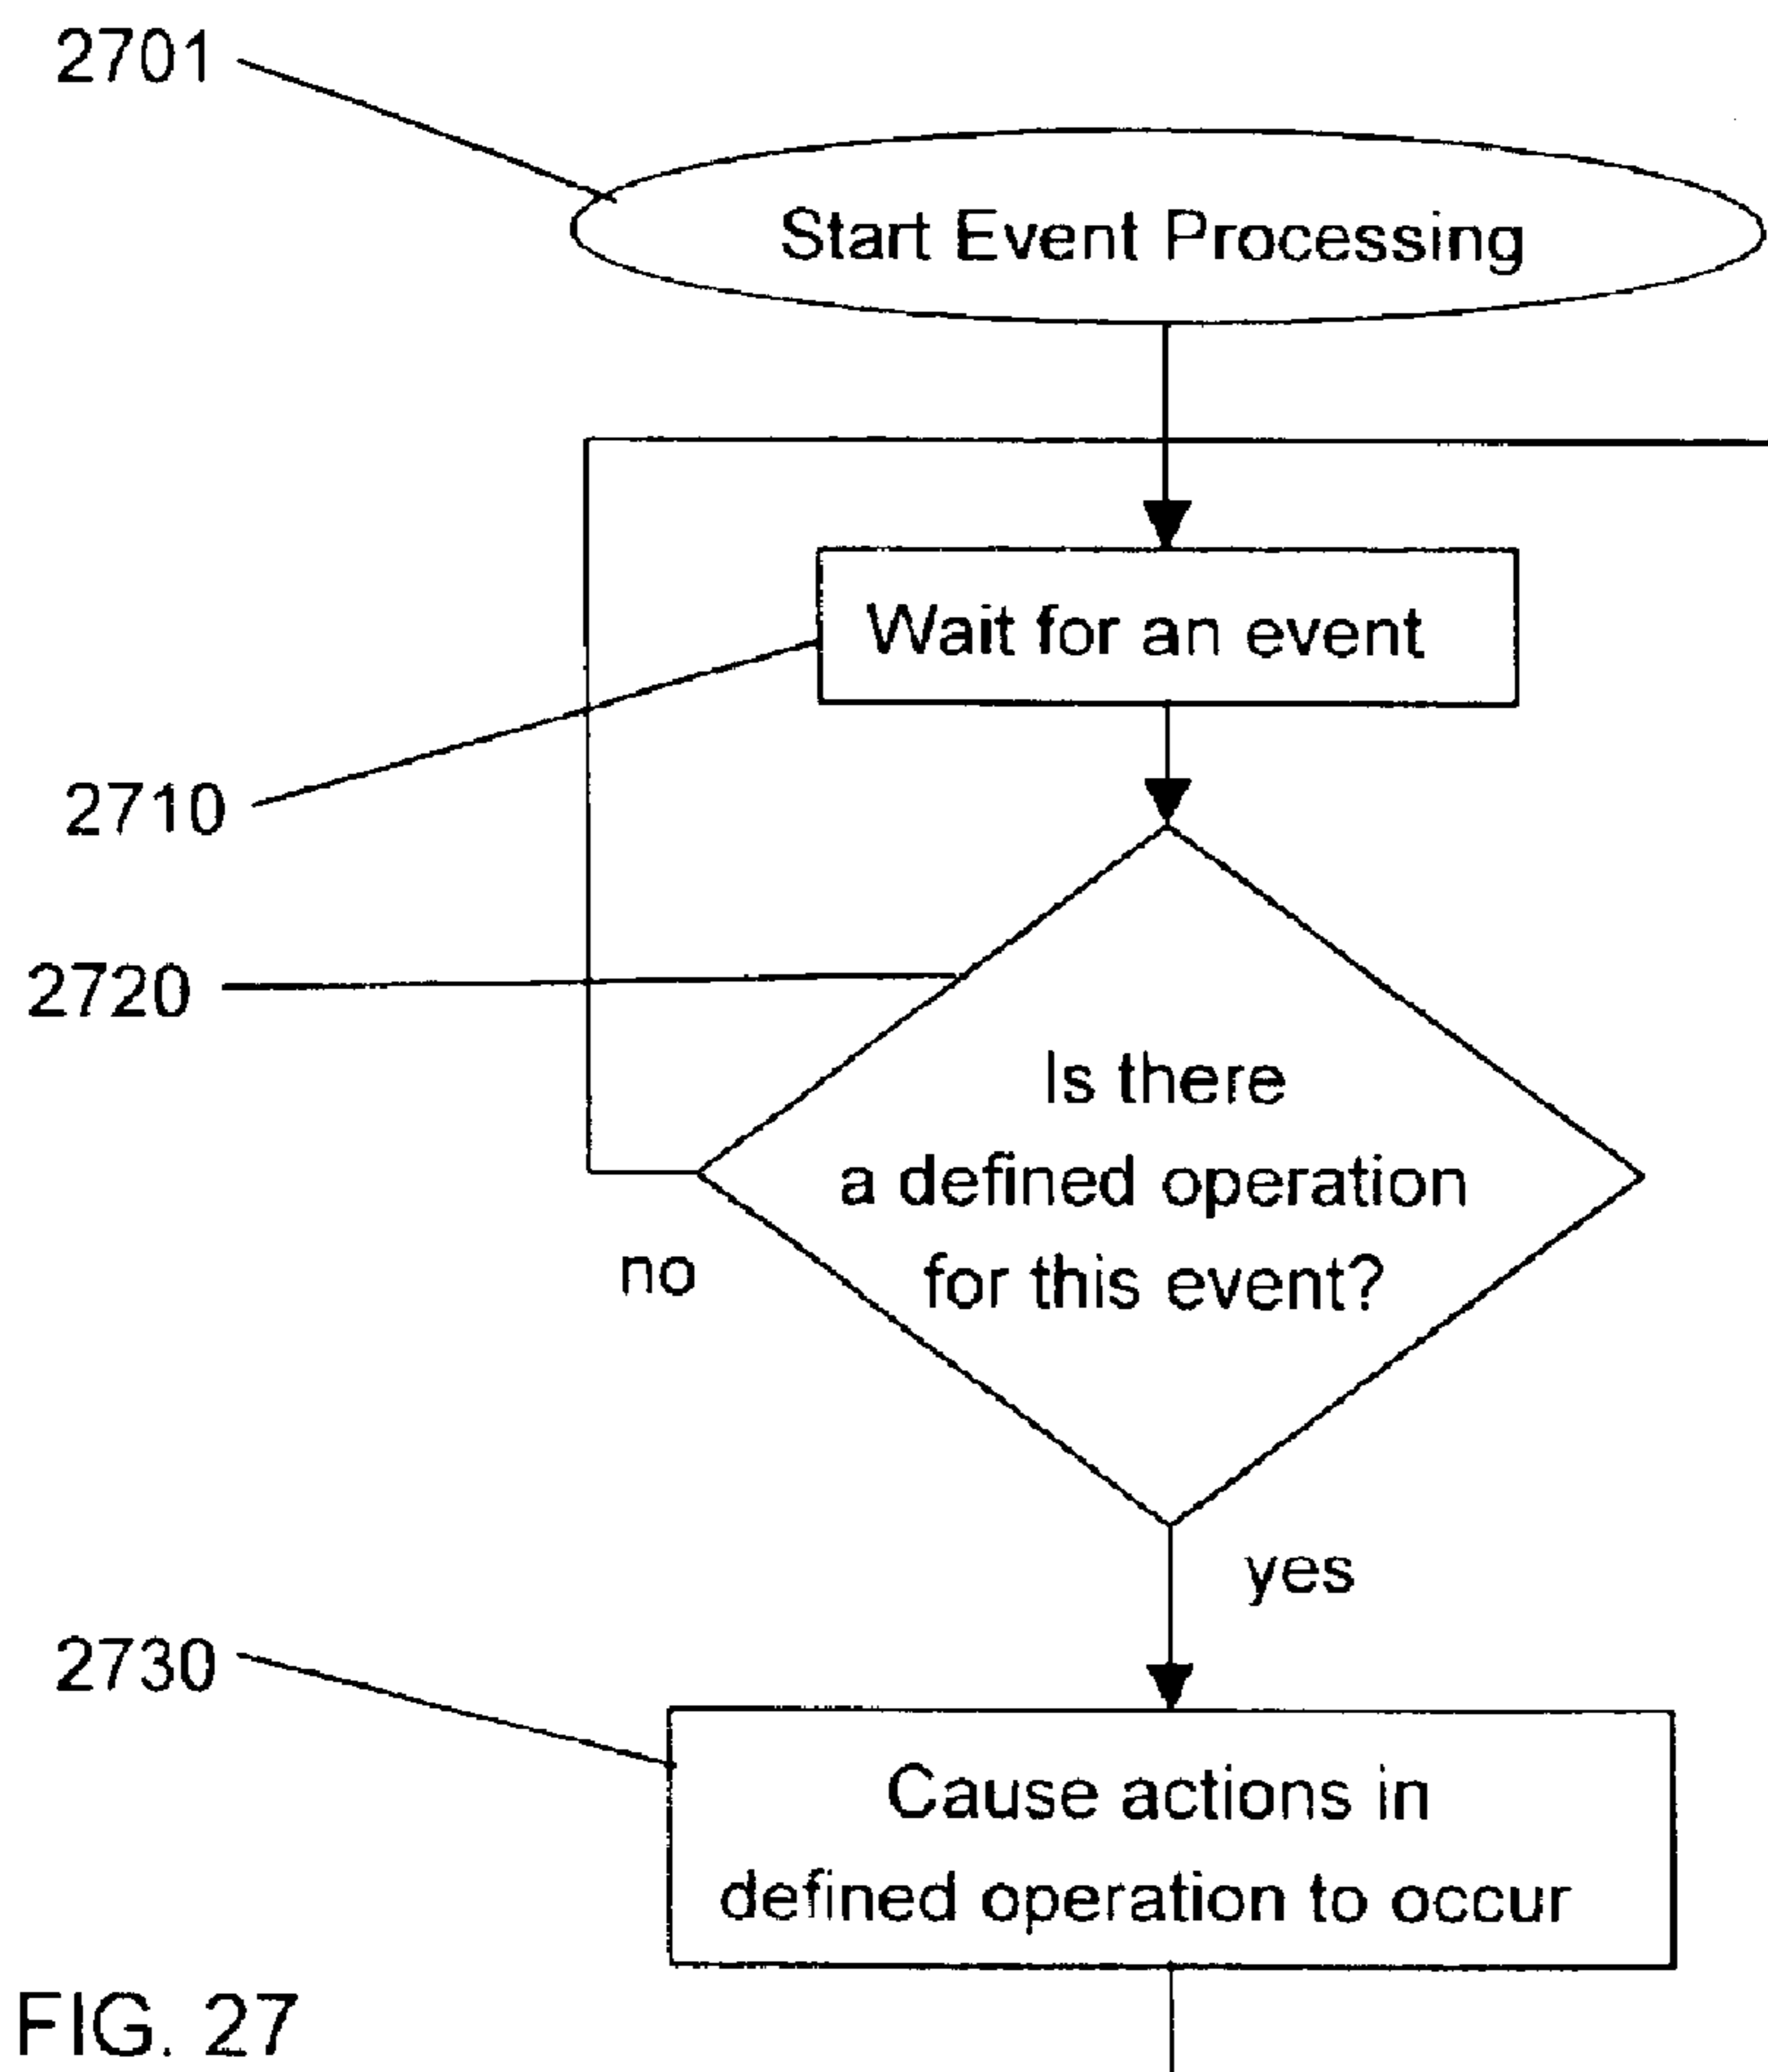 2701
Start Event Processing
Wait for an event
2710
2720
Is there
a defined operation
for this event?
no
yes
2730
Cause actions in
defined operation to occur
FIG. 27